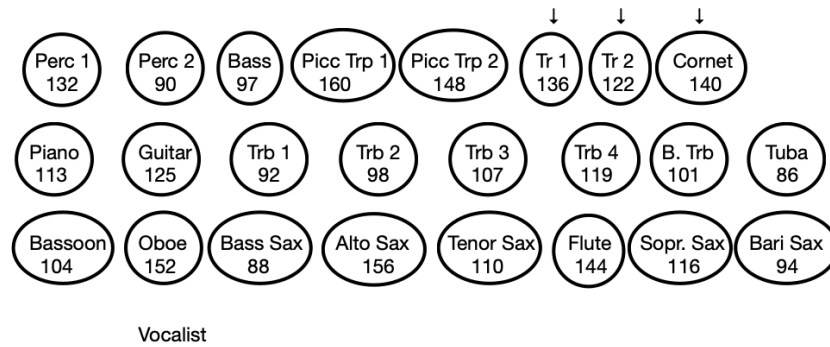 ↓ ↓ ↓
Perc 1 Perc 2 Bass Picc Trp 1 Picc Trp 2 Tr 1 Tr 2 Cornet
132 90 97 160 148 136 122 140
Piano Guitar Trb 1 Trb 2 Trb 3 Trb 4 B. Trb Tuba
113 125 92 98 107 119 101 86
Bassoon Oboe Bass Sax Alto Sax Tenor Sax Flute Sopr. Sax Bari Sax
104 152 88 156 110 144 116 94
Vocalist